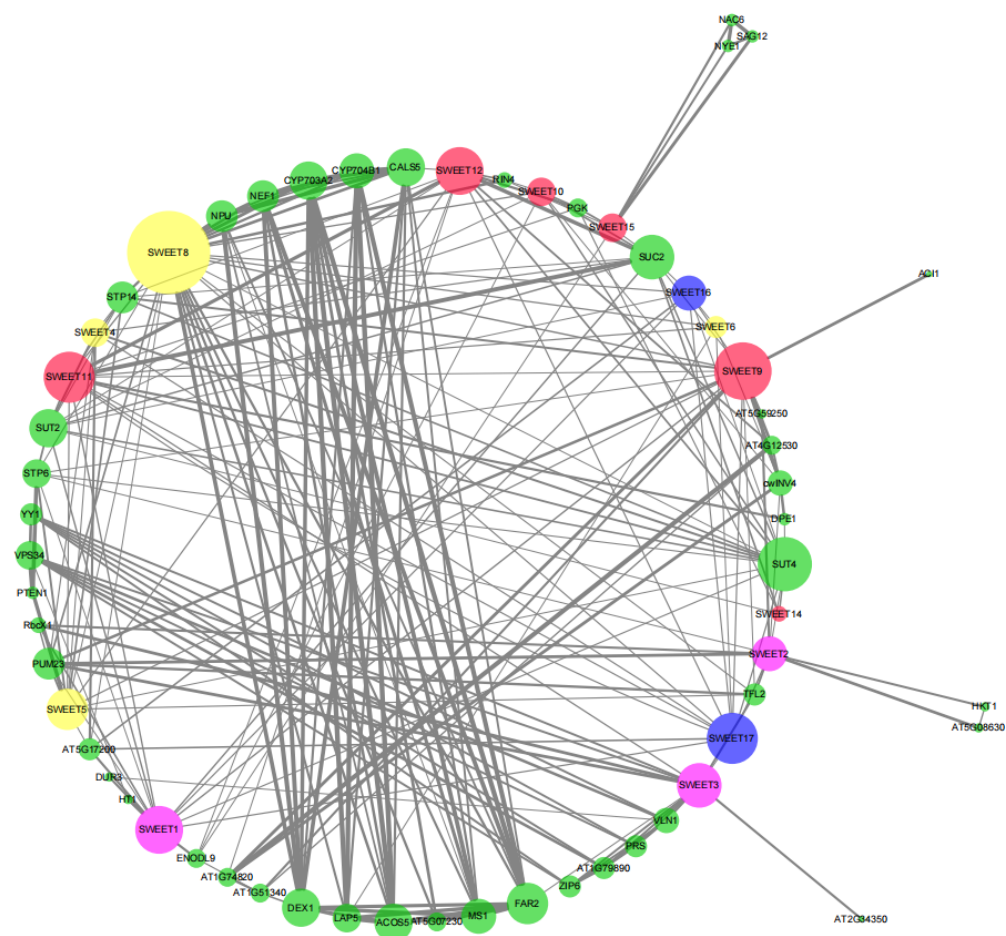 NAC6
SAG12
NYE1
CALS5
CYP704B1
SWEET12
CYP703A2
RIN4
SWEET10
NEF1
PGK
NPU
SWEET15
SWEET8
SUC2
ACI1
SWEET16
STP14
SWEET6
SWEET4
SWEET9
SWEET11
AT5G59250
SUT2
AT4G12530
STP6
cwINV4
YY1
DPE1
VPS34
SUT4
PTEN1
SWEET14
RbcX1
SWEET2
PUM23
TFL2
HKT1
SWEET5
AT5G08630
SWEET17
AT5G17200
DUR3
SWEET3
HT1
VLN1
SWEET1
PRS
ENODL9
AT1G79890
AT1G74820
ZIP6
AT1G51340
FAR2
DEX1
MS1
LAP5
AT5G07230
ACOS5
AT2G34350